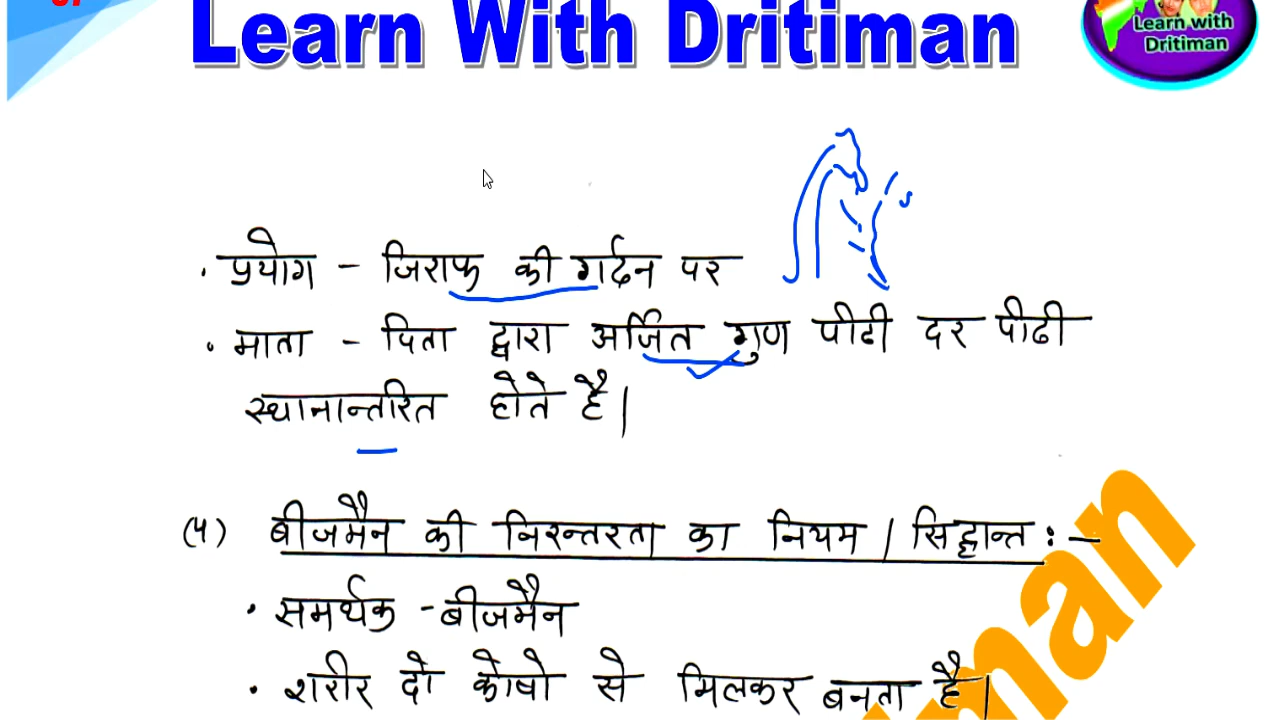 Learn With Dritiman
Learn with
Dritiman
• प्रयोग - जिराफ की गर्दन पर
• माता - पिता द्वारा अर्जित गुण पीढी दर पीढी
स्थानान्तरित होते है।
(५) बीजमैन की निरन्तरता का नियम / सिद्धान्त : -
• समर्थक - बीजमैन
• शरीर दो कोषो से मिलकर बनता है।